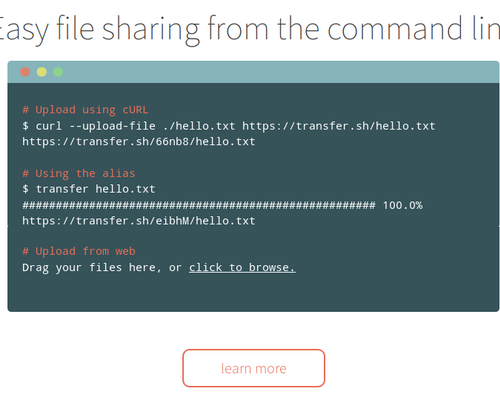 Easy file sharing from the command lin
# Upload using cURL
$ curl --upload-file ./hello.txt https://transfer.sh/hello.txt
https://transfer.sh/66nb8/hello.txt
# Using the alias
$ transfer hello.txt
##################################################### 100.0%
https://transfer.sh/eibhM/hello.txt
# Upload from web
Drag your files here, or click to browse.
learn more